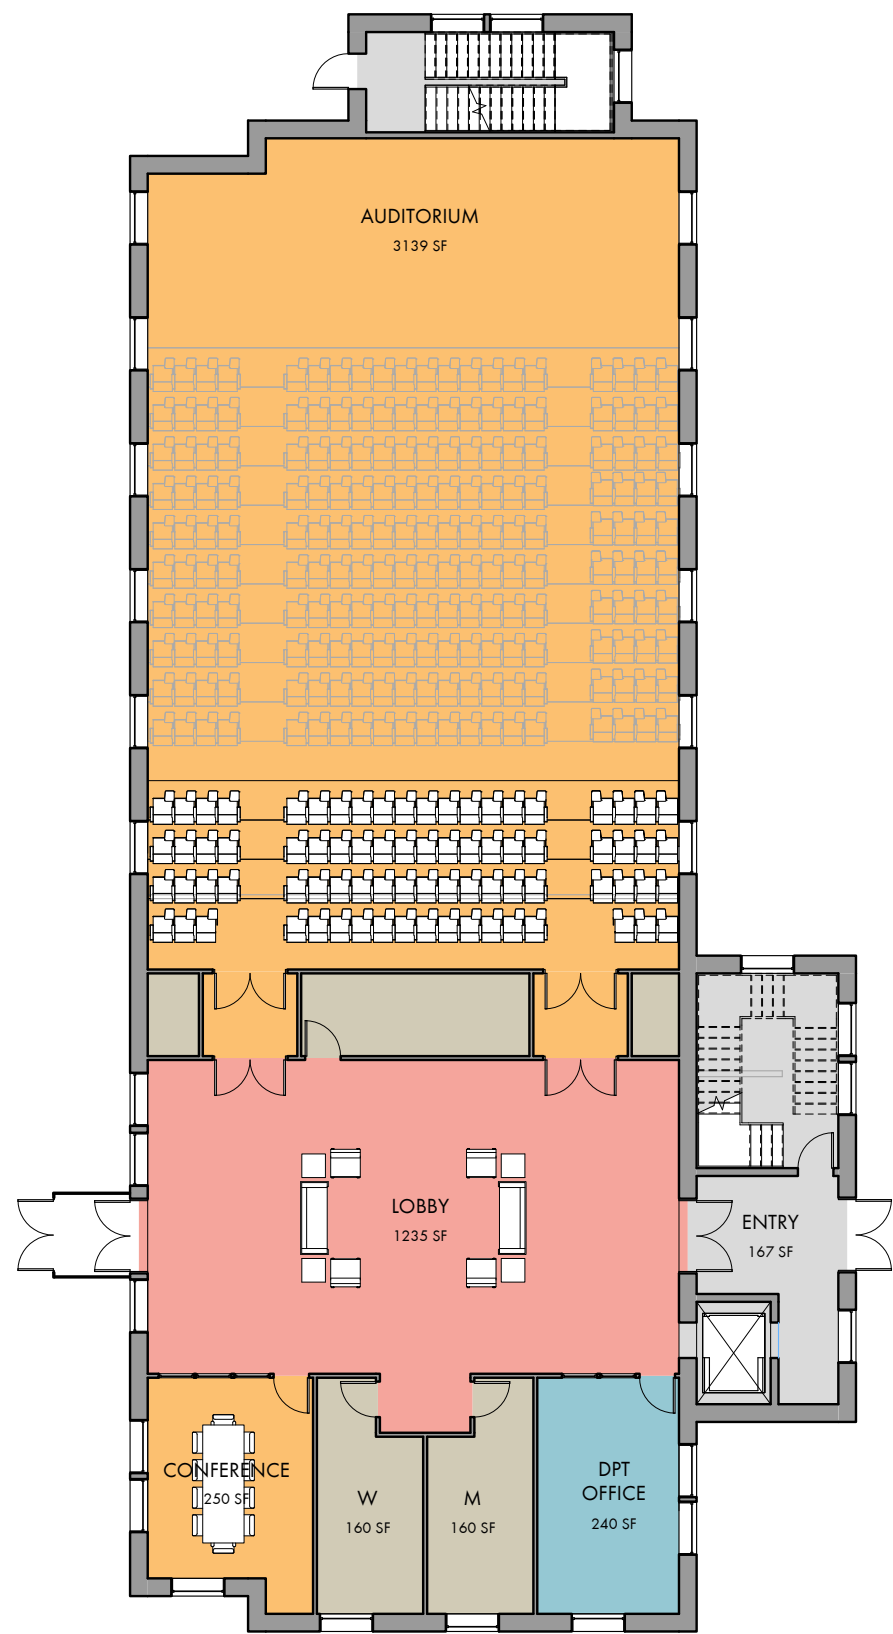 AUDITORIUM
3139 SF
LOBBY
1235 SF
ENTRY
167 SF
CONFERENCE
250 SF
W
160 SF
M
160 SF
DPT
OFFICE
240 SF